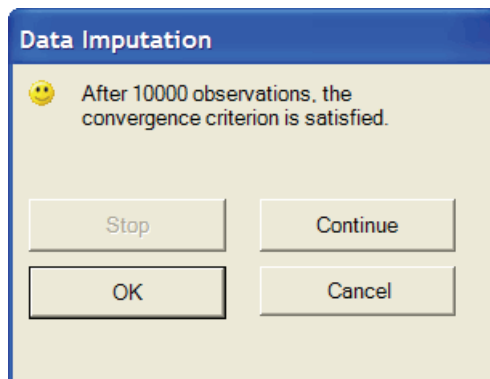 Data Imputation
After 10000 observations, the
convergence criterion is satisfied.
Stop
Continue
OK
Cancel